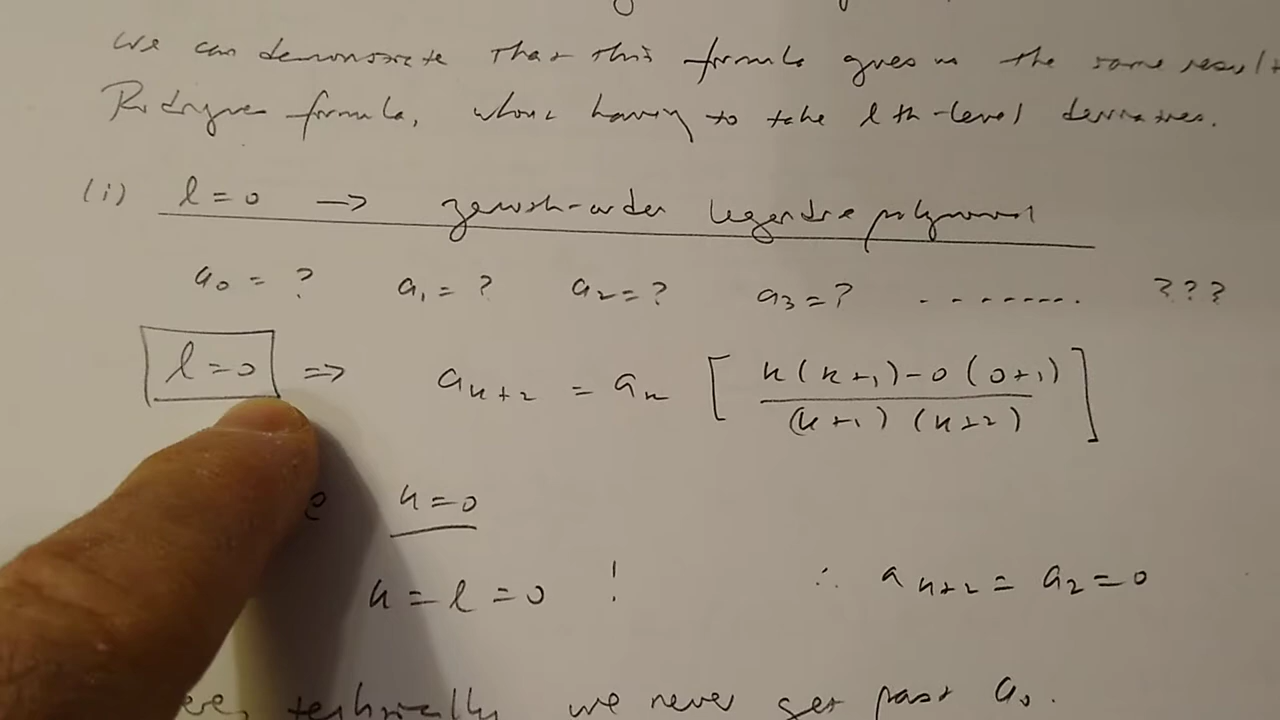 We can demonstrate that this formula gives us the same result
Rodrigues formula, without having to take l th-level derivatives.
(i) l = 0 → zeroth-order legendre polynomial
a₀ = ? a₁ = ? a₂ = ? a₃ = ? . . . . . . . . ???
l = 0 ⇒ aₙ₊₂ = aₙ [ n(n+1) - 0(0+1) / (n+1)(n+2) ]
n = 0
n = l = 0 ! ∴ aₙ₊₂ = a₂ = 0
technically we never get past a₀.